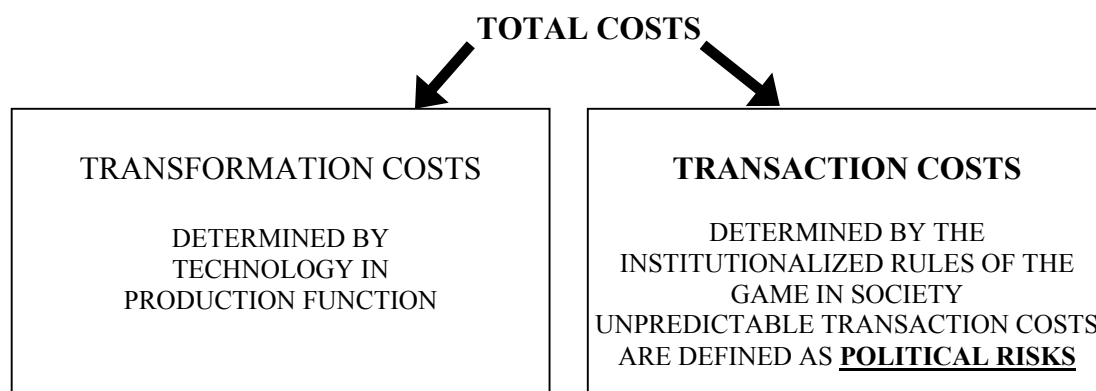 TOTAL COSTS
TRANSFORMATION COSTS
DETERMINED BY
TECHNOLOGY IN
PRODUCTION FUNCTION
TRANSACTION COSTS
DETERMINED BY THE
INSTITUTIONALIZED RULES OF THE
GAME IN SOCIETY
UNPREDICTABLE TRANSACTION COSTS
ARE DEFINED AS POLITICAL RISKS